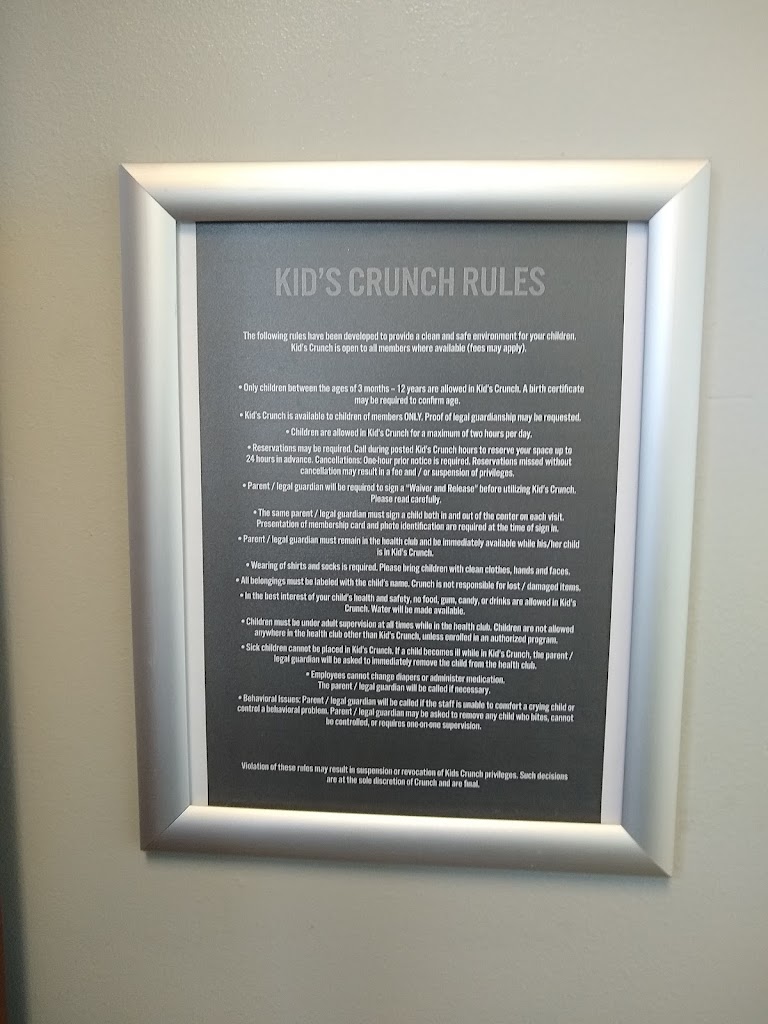 KID'S CRUNCH RULES
The following rules have been developed to provide a clean and safe environment for your children.
Kid's Crunch is open to all members where available (fees may apply).
• Only children between the ages of 3 months – 12 years are allowed in Kid's Crunch. A birth certificate
may be required to confirm age.
• Kid's Crunch is available to children of members ONLY. Proof of legal guardianship may be requested.
• Children are allowed in Kid's Crunch for a maximum of two hours per day.
• Reservations may be required. Call during posted Kid's Crunch hours to reserve your space up to
24 hours in advance. Cancellations: One-hour prior notice is required. Reservations missed without
cancellation may result in a fee and / or suspension of privileges.
• Parent / legal guardian will be required to sign a "Waiver and Release" before utilizing Kid's Crunch.
Please read carefully.
• The same parent / legal guardian must sign a child both in and out of the center on each visit.
Presentation of membership card and photo identification are required at the time of sign in.
• Parent / legal guardian must remain in the health club and be immediately available while his/her child
is in Kid's Crunch.
• Wearing of shirts and socks is required. Please bring children with clean clothes, hands and faces.
• All belongings must be labeled with the child's name. Crunch is not responsible for lost / damaged items.
• In the best interest of your child's health and safety, no food, gum, candy, or drinks are allowed in Kid's
Crunch. Water will be made available.
• Children must be under adult supervision at all times while in the health club. Children are not allowed
anywhere in the health club other than Kid's Crunch, unless enrolled in an authorized program.
• Sick children cannot be placed in Kid's Crunch. If a child becomes ill while in Kid's Crunch, the parent /
legal guardian will be asked to immediately remove the child from the health club.
• Employees cannot change diapers or administer medication.
The parent / legal guardian will be called if necessary.
• Behavioral Issues: Parent / legal guardian will be called if the staff is unable to comfort a crying child or
control a behavioral problem. Parent / legal guardian may be asked to remove any child who bites, cannot
be controlled, or requires one-on-one supervision.
Violation of these rules may result in suspension or revocation of Kids Crunch privileges. Such decisions
are at the sole discretion of Crunch and are final.